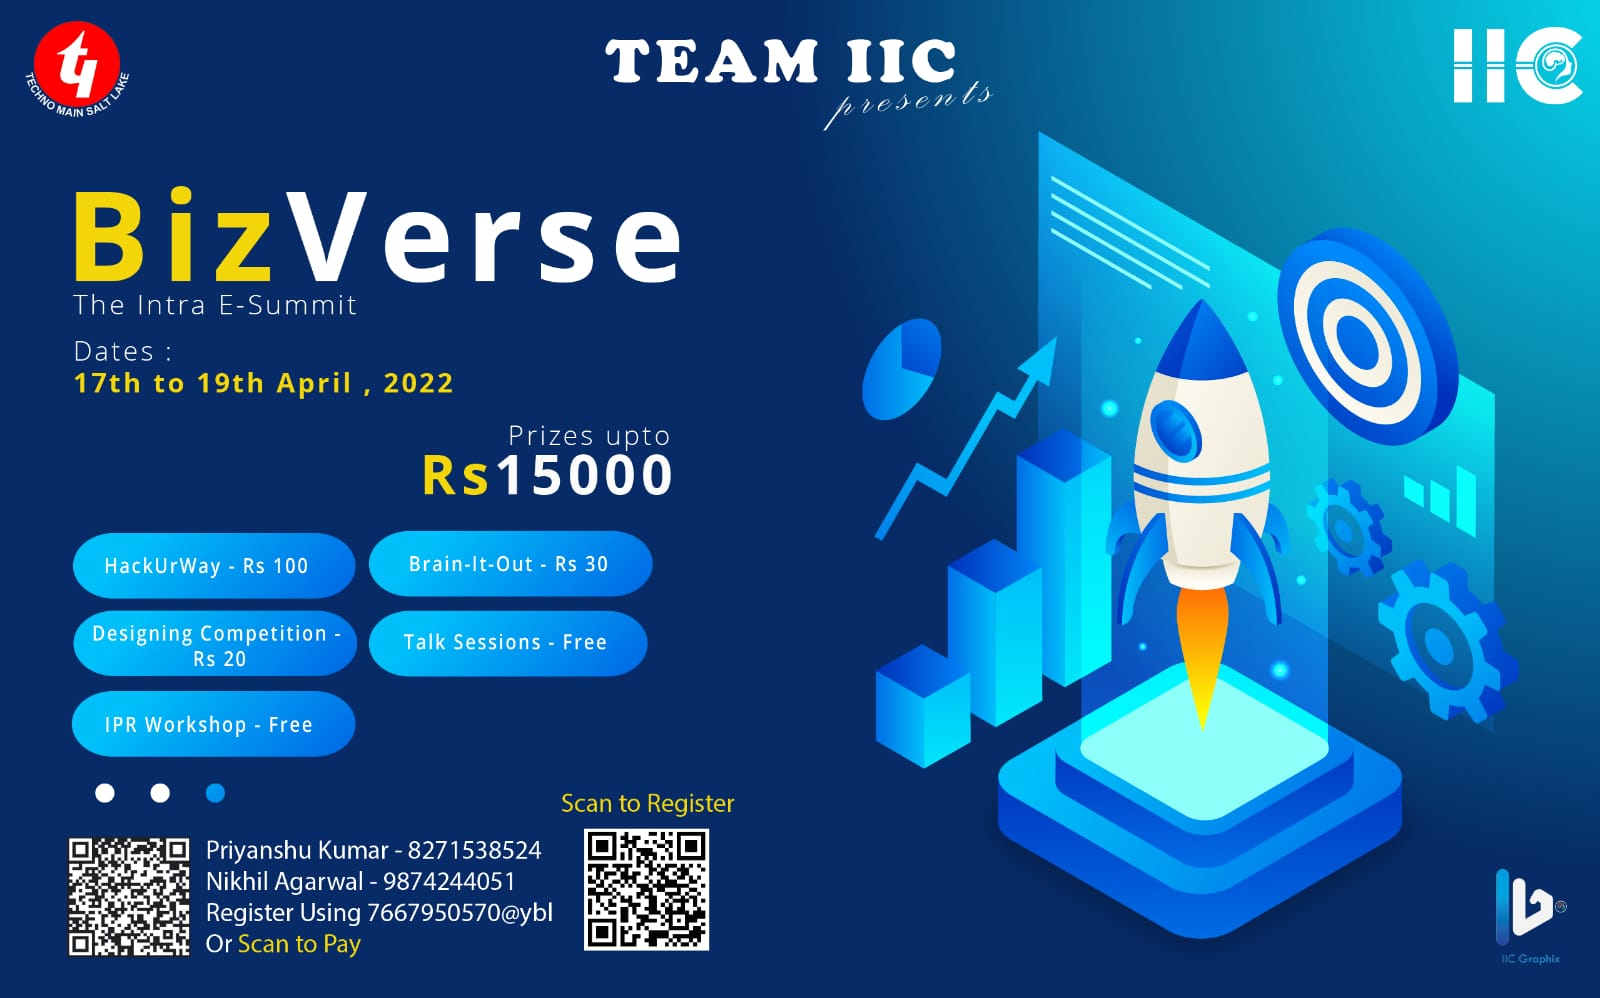 TECHNO MAIN SALT LAKE
TEAM IIC
presents
IIC
BizVerse
The Intra E-Summit
Dates :
17th to 19th April , 2022
Prizes upto
Rs15000
HackUrWay - Rs 100
Brain-It-Out - Rs 30
Designing Competition -
Rs 20
Talk Sessions - Free
IPR Workshop - Free
Scan to Register
Priyanshu Kumar - 8271538524
Nikhil Agarwal - 9874244051
Register Using 7667950570@ybl
Or Scan to Pay
IIC Graphix